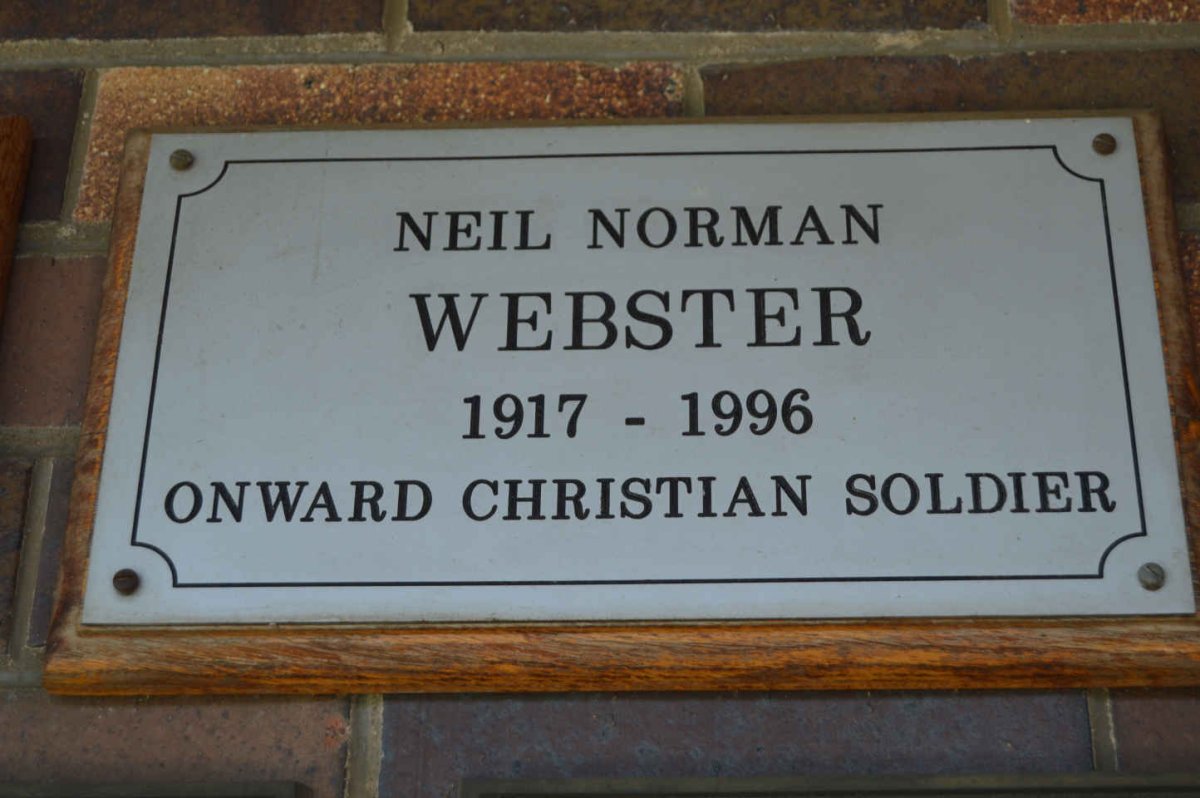 NEIL NORMAN
WEBSTER
1917 - 1996
ONWARD CHRISTIAN SOLDIER